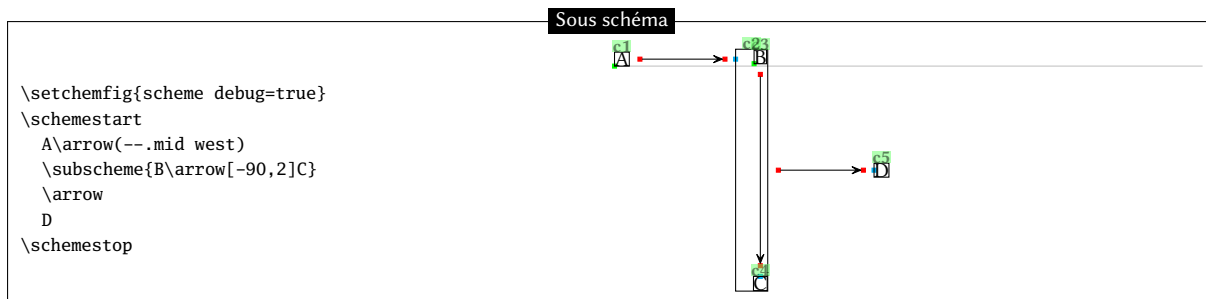 Sous schéma
\setchemfig{scheme debug=true}
\schemestart
A\arrow(--.mid west)
\subscheme{B\arrow[-90,2]C}
\arrow
D
\schemestop
c1
A
B
c5
D
c4
C